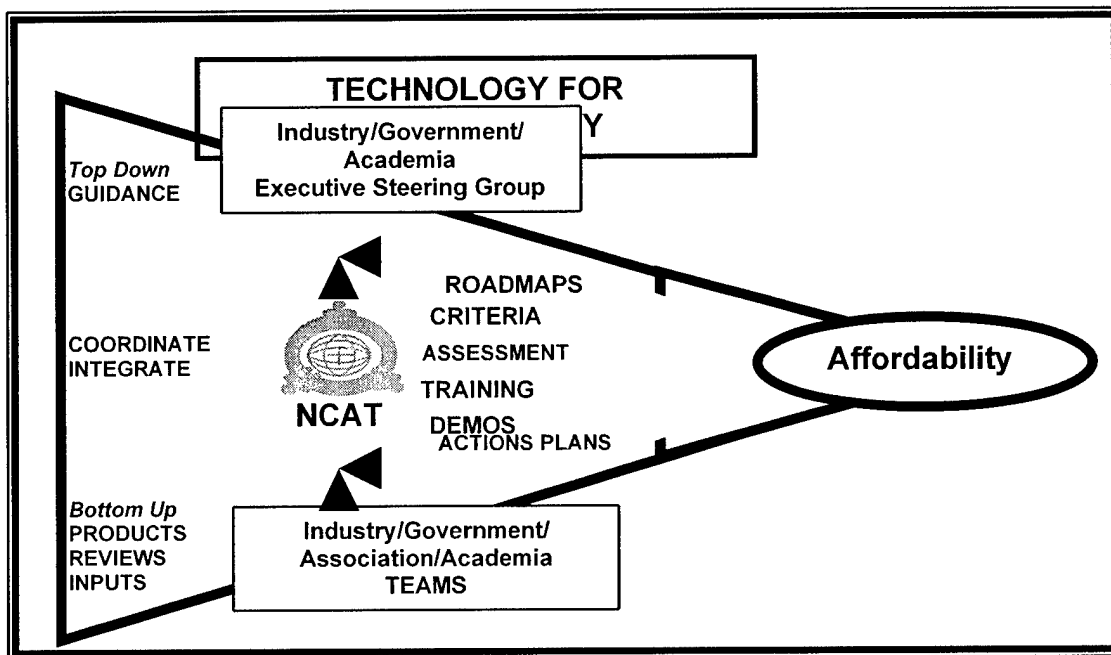 TECHNOLOGY FOR
Y
Industry/Government/
Academia
Executive Steering Group
Top Down
GUIDANCE
ROADMAPS
CRITERIA
COORDINATE
INTEGRATE
ASSESSMENT
TRAINING
NCAT
DEMOS
ACTIONS PLANS
Affordability
Bottom Up
PRODUCTS
REVIEWS
INPUTS
Industry/Government/
Association/Academia
TEAMS